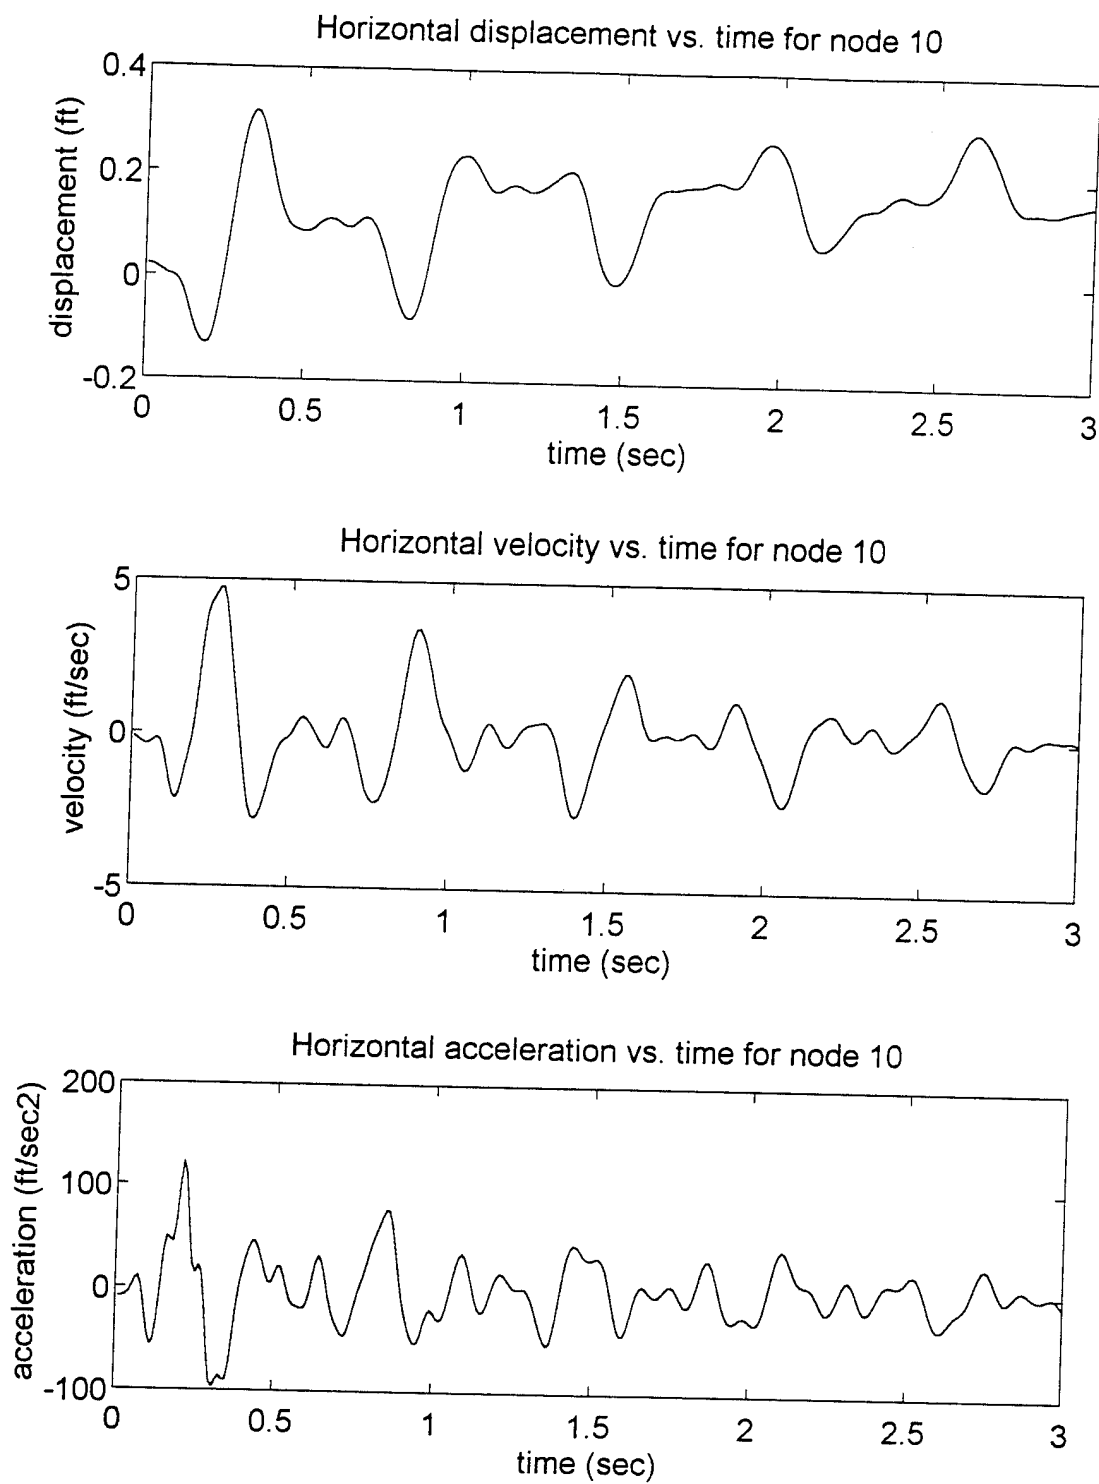 Horizontal displacement vs. time for node 10
0.4
0.2
0
-0.2
displacement (ft)
0 0.5 1 1.5 2 2.5 3
time (sec)
Horizontal velocity vs. time for node 10
5
0
-5
velocity (ft/sec)
0 0.5 1 1.5 2 2.5 3
time (sec)
Horizontal acceleration vs. time for node 10
200
100
0
-100
acceleration (ft/sec2)
0 0.5 1 1.5 2 2.5 3
time (sec)